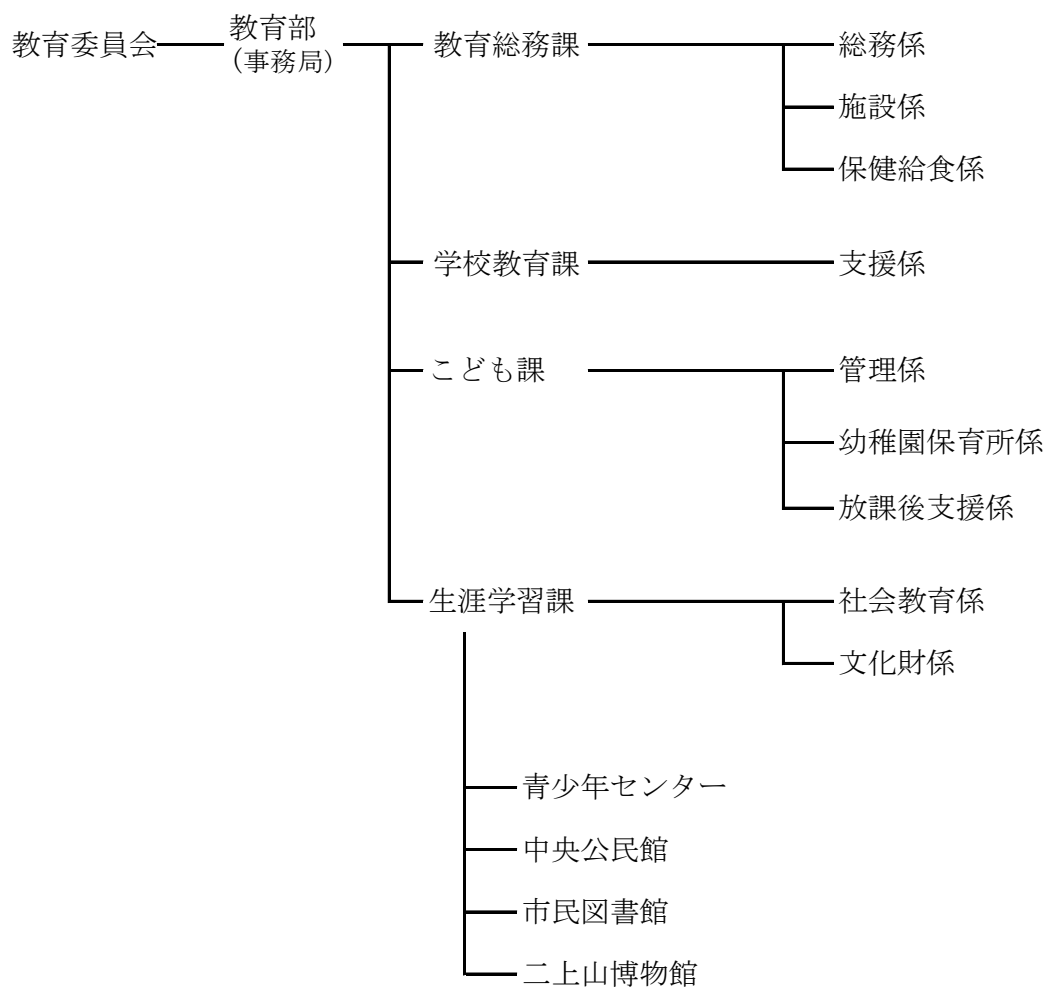 教育委員会
教育部
(事務局)
教育総務課
総務係
施設係
保健給食係
学校教育課
支援係
こども課
管理係
幼稚園保育所係
放課後支援係
生涯学習課
社会教育係
文化財係
青少年センター
中央公民館
市民図書館
二上山博物館